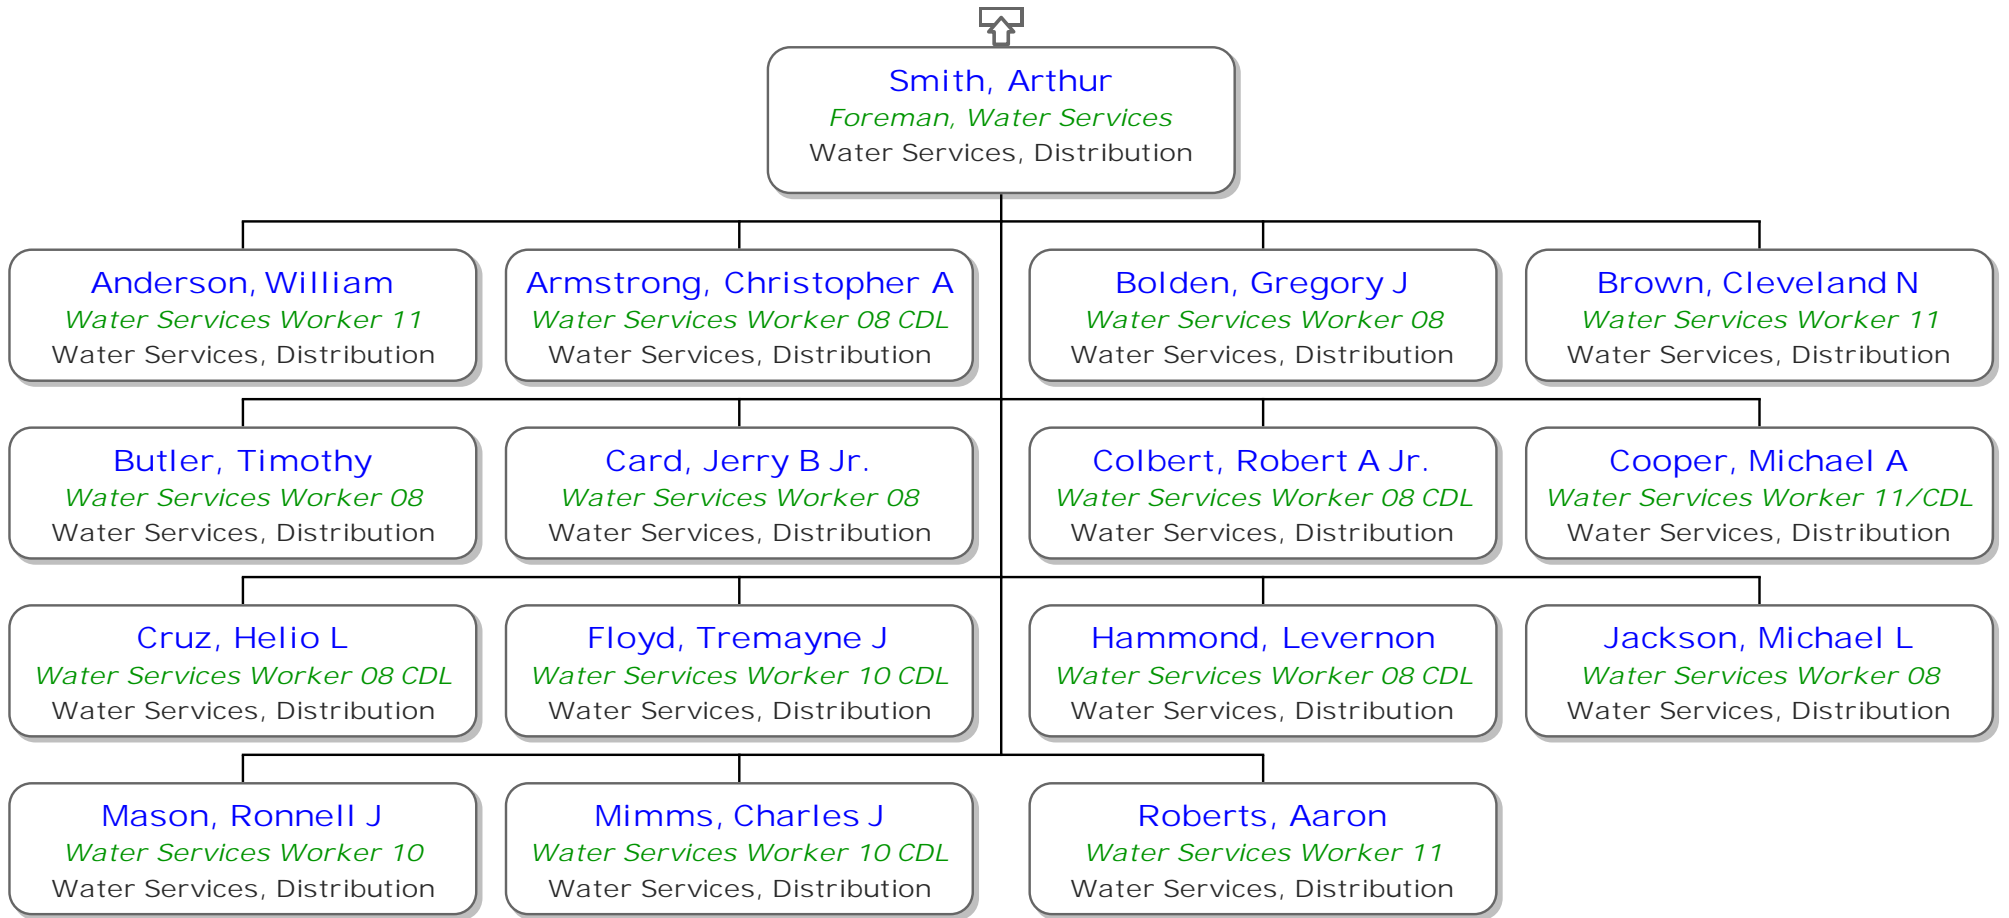 Smith, Arthur
Foreman, Water Services
Water Services, Distribution
Anderson, William
Water Services Worker 11
Water Services, Distribution
Armstrong, Christopher A
Water Services Worker 08 CDL
Water Services, Distribution
Bolden, Gregory J
Water Services Worker 08
Water Services, Distribution
Brown, Cleveland N
Water Services Worker 11
Water Services, Distribution
Butler, Timothy
Water Services Worker 08
Water Services, Distribution
Card, Jerry B Jr.
Water Services Worker 08
Water Services, Distribution
Colbert, Robert A Jr.
Water Services Worker 08 CDL
Water Services, Distribution
Cooper, Michael A
Water Services Worker 11/CDL
Water Services, Distribution
Cruz, Helio L
Water Services Worker 08 CDL
Water Services, Distribution
Floyd, Tremayne J
Water Services Worker 10 CDL
Water Services, Distribution
Hammond, Levernon
Water Services Worker 08 CDL
Water Services, Distribution
Jackson, Michael L
Water Services Worker 08
Water Services, Distribution
Mason, Ronnell J
Water Services Worker 10
Water Services, Distribution
Mimms, Charles J
Water Services Worker 10 CDL
Water Services, Distribution
Roberts, Aaron
Water Services Worker 11
Water Services, Distribution